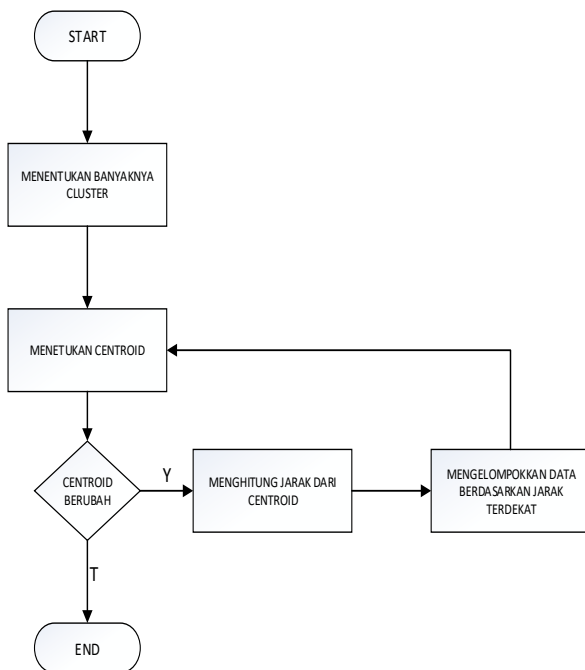 START
MENENTUKAN BANYAKNYA
CLUSTER
MENETUKAN CENTROID
CENTROID
BERUBAH
Y
MENGHITUNG JARAK DARI
CENTROID
MENGELOMPOKKAN DATA
BERDASARKAN JARAK
TERDEKAT
T
END